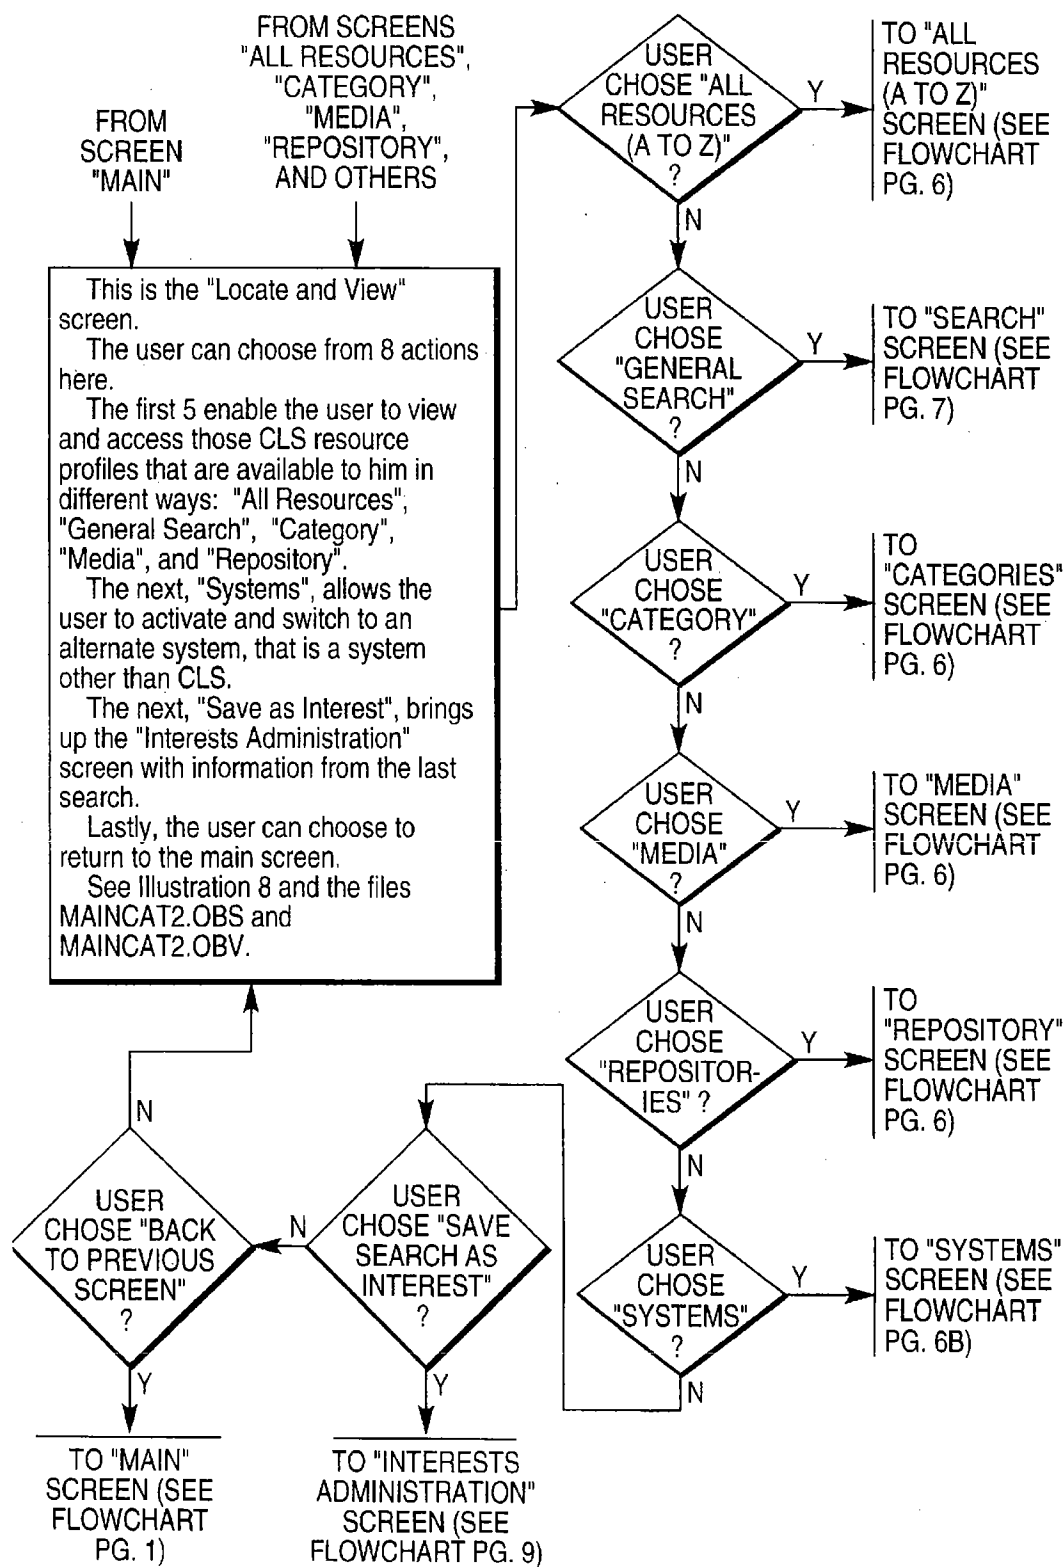 FROM
SCREEN
"MAIN"
FROM SCREENS
"ALL RESOURCES",
"CATEGORY",
"MEDIA",
"REPOSITORY",
AND OTHERS
This is the "Locate and View"
screen.
The user can choose from 8 actions
here.
The first 5 enable the user to view
and access those CLS resource
profiles that are available to him in
different ways: "All Resources",
"General Search", "Category",
"Media", and "Repository".
The next, "Systems", allows the
user to activate and switch to an
alternate system, that is a system
other than CLS.
The next, "Save as Interest", brings
up the "Interests Administration"
screen with information from the last
search.
Lastly, the user can choose to
return to the main screen.
See Illustration 8 and the files
MAINCAT2.OBS and
MAINCAT2.OBV.
USER
CHOSE "ALL
RESOURCES
(A TO Z)"
?
Y
TO "ALL
RESOURCES
(A TO Z)"
SCREEN (SEE
FLOWCHART
PG. 6)
N
USER
CHOSE
"GENERAL
SEARCH"
?
Y
TO "SEARCH"
SCREEN (SEE
FLOWCHART
PG. 7)
N
USER
CHOSE
"CATEGORY"
?
Y
TO
"CATEGORIES"
SCREEN (SEE
FLOWCHART
PG. 6)
N
USER
CHOSE
"MEDIA"
?
Y
TO "MEDIA"
SCREEN (SEE
FLOWCHART
PG. 6)
N
USER
CHOSE
"REPOSITOR-
IES" ?
Y
TO
"REPOSITORY"
SCREEN (SEE
FLOWCHART
PG. 6)
N
USER
CHOSE
"SYSTEMS"
?
Y
TO "SYSTEMS"
SCREEN (SEE
FLOWCHART
PG. 6B)
N
USER
CHOSE "SAVE
SEARCH AS
INTEREST"
?
N
Y
TO "INTERESTS
ADMINISTRATION"
SCREEN (SEE
FLOWCHART PG. 9)
USER
CHOSE "BACK
TO PREVIOUS
SCREEN"
?
N
Y
TO "MAIN"
SCREEN (SEE
FLOWCHART
PG. 1)